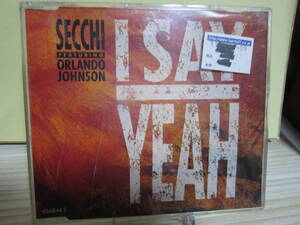 SECCHI
FEATURING
ORLANDO
JOHNSON
I SAY
YEAH